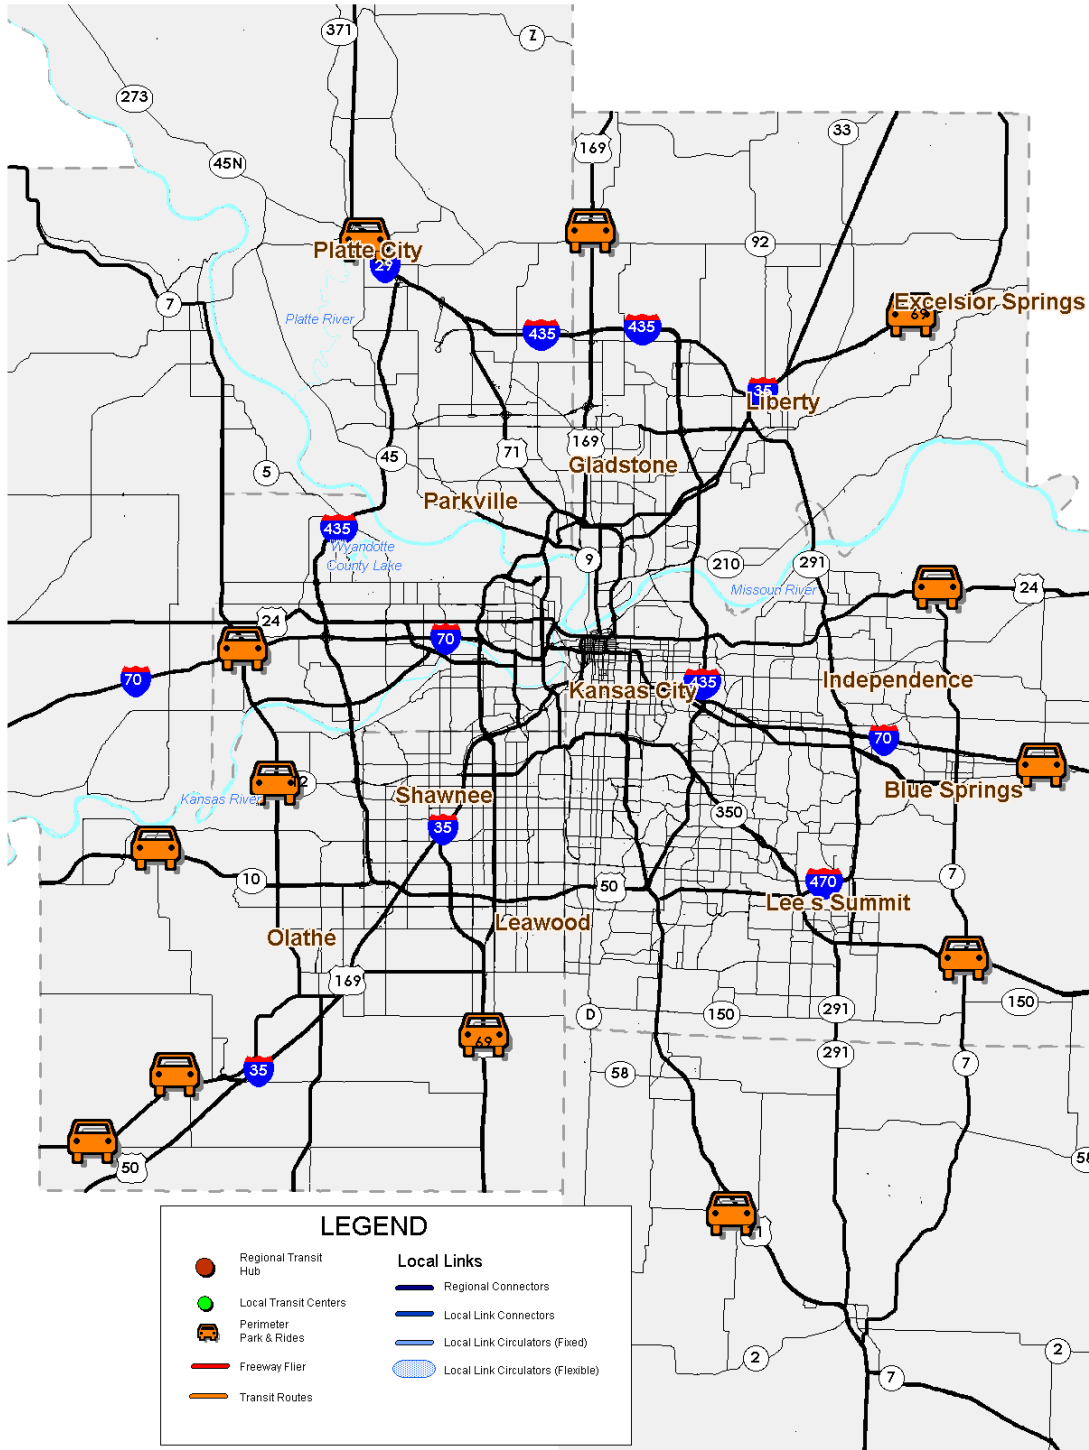 371
Z
273
33
169
45N
92
Platte City
29
Excelsior Springs
69
7
Platte River
435
435
35
Liberty
169
71
45
Gladstone
5
Parkville
435
Wyandotte
County Lake
9
210
291
Missouri River
24
24
70
70
Kansas City
435
Independence
70
2
Kansas River
Shawnee
Blue Springs
35
350
10
50
470
7
Lee s Summit
Leawood
Olathe
169
150
D
150
291
69
291
7
58
35
50
58
1
2
2
7
LEGEND
Regional Transit
Hub
Local Transit Centers
Perimeter
Park & Rides
Freeway Flier
Transit Routes
Local Links
Regional Connectors
Local Link Connectors
Local Link Circulators (Fixed)
Local Link Circulators (Flexible)